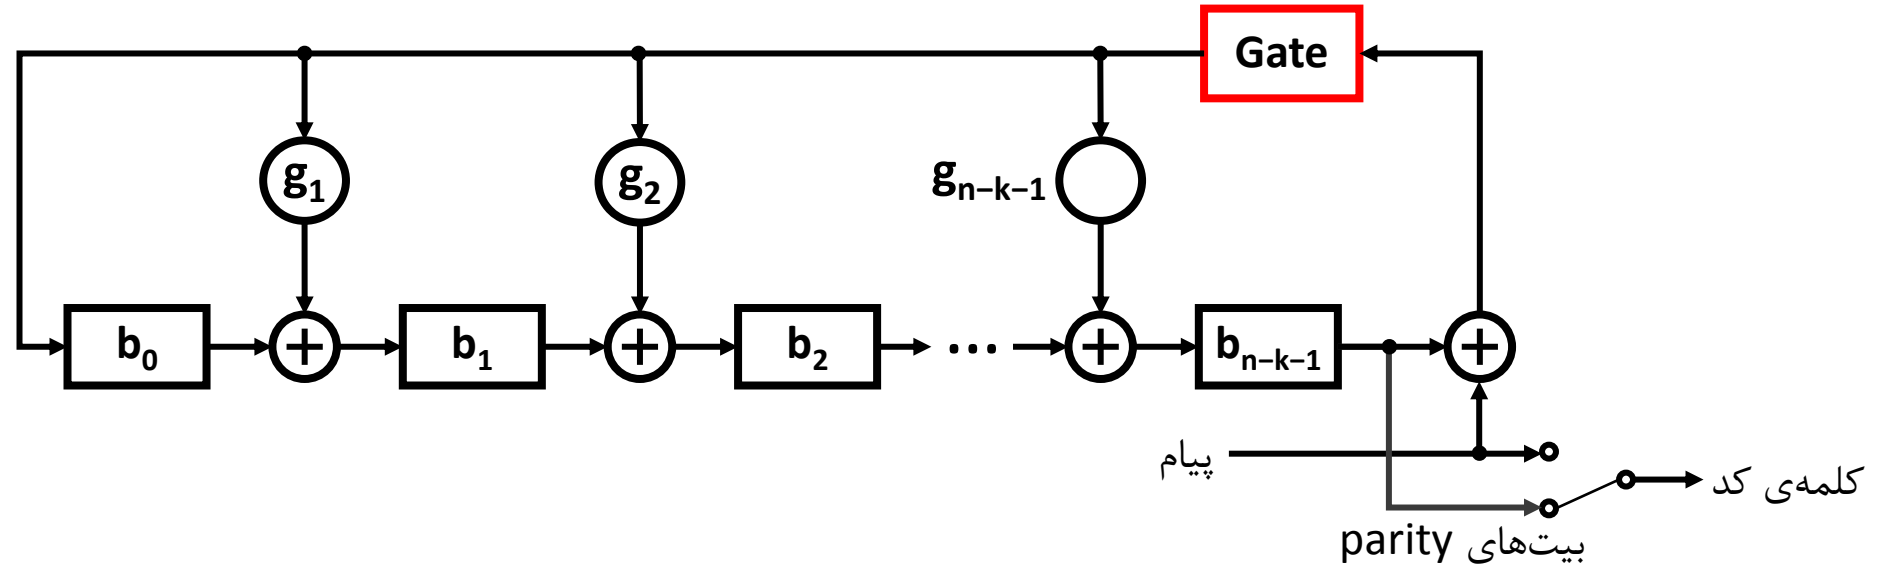 Gate
g₁
g₂
gₙ₋ₖ₋₁
b₀
+
b₁
+
b₂
...
+
bₙ₋ₖ₋₁
+
پیام
کلمه‌ی کد
بیت‌های parity